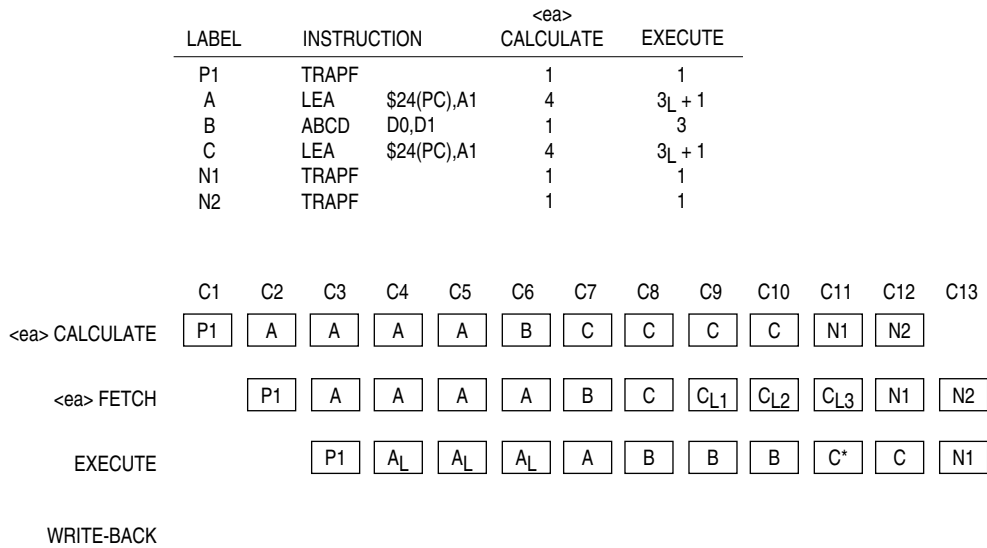 <ea>
LABEL INSTRUCTION CALCULATE EXECUTE
P1 TRAPF 1 1
A LEA $24(PC),A1 4 3L + 1
B ABCD D0,D1 1 3
C LEA $24(PC),A1 4 3L + 1
N1 TRAPF 1 1
N2 TRAPF 1 1
C1 C2 C3 C4 C5 C6 C7 C8 C9 C10 C11 C12 C13
<ea> CALCULATE P1 A A A A B C C C C N1 N2
<ea> FETCH P1 A A A A B C CL1 CL2 CL3 N1 N2
EXECUTE P1 AL AL AL A B B B C* C N1
WRITE-BACK